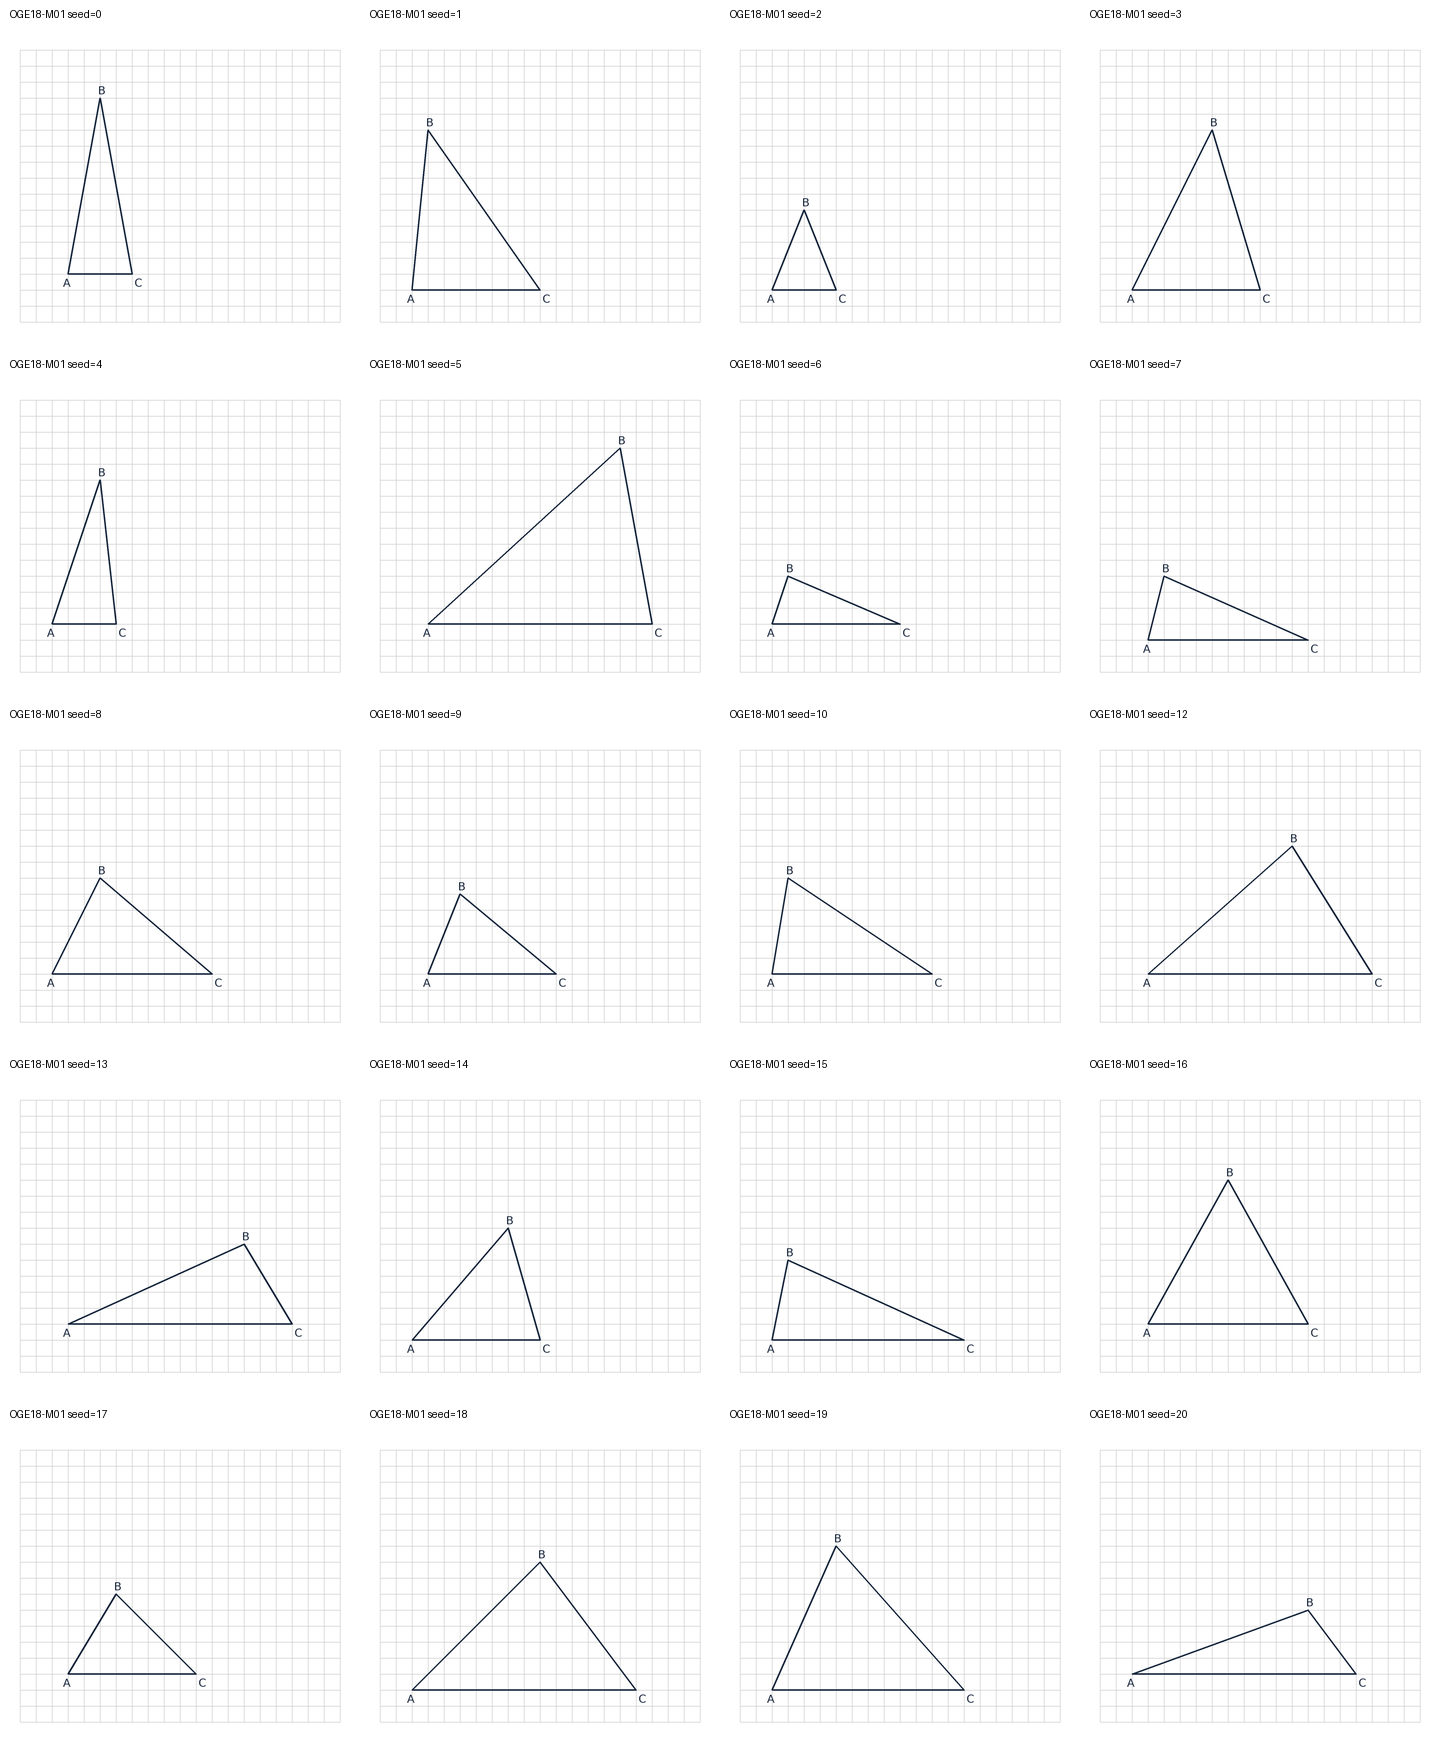 OGE18-M01 seed=0 OGE18-M01 seed=1 OGE18-M01 seed=2 OGE18-M01 seed=3
B
A C
B
A C
B
A C
B
A C
OGE18-M01 seed=4 OGE18-M01 seed=5 OGE18-M01 seed=6 OGE18-M01 seed=7
B
A C
B
A C
B
A C
B
A C
OGE18-M01 seed=8 OGE18-M01 seed=9 OGE18-M01 seed=10 OGE18-M01 seed=12
B
A C
B
A C
B
A C
B
A C
OGE18-M01 seed=13 OGE18-M01 seed=14 OGE18-M01 seed=15 OGE18-M01 seed=16
B
A C
B
A C
B
A C
B
A C
OGE18-M01 seed=17 OGE18-M01 seed=18 OGE18-M01 seed=19 OGE18-M01 seed=20
B
A C
B
A C
B
A C
B
A C